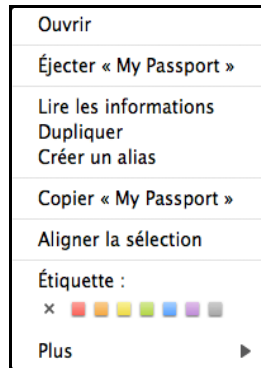 Ouvrir
Éjecter « My Passport »
Lire les informations
Dupliquer
Créer un alias
Copier « My Passport »
Aligner la sélection
Étiquette :
Plus